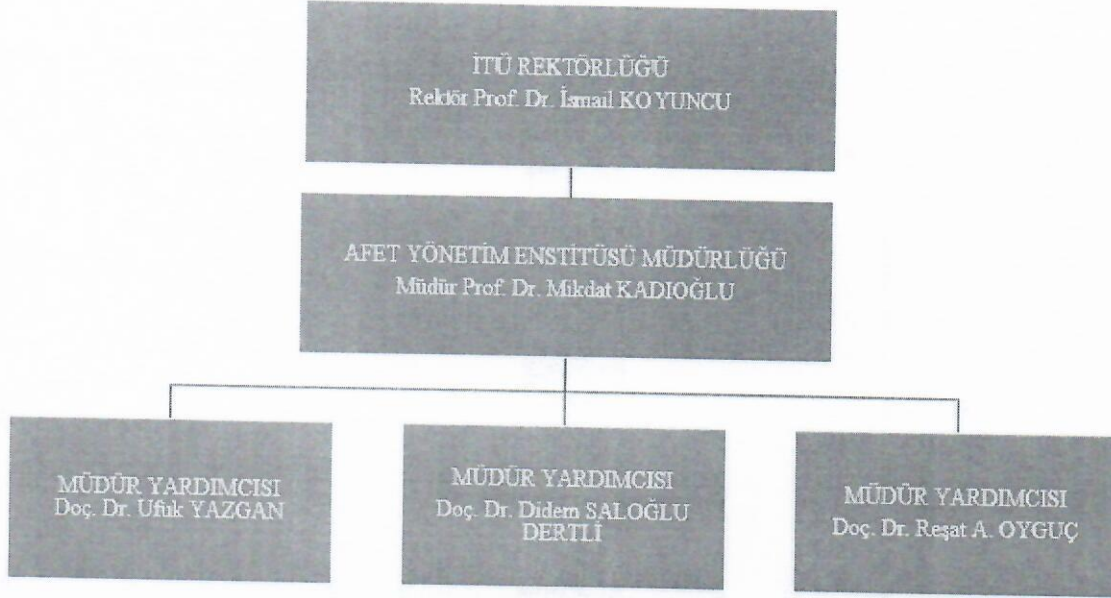 İTÜ REKTÖRLÜĞÜ
Rektör Prof. Dr. İsmail KOYUNCU
AFET YÖNETİM ENSTİTÜSÜ MÜDÜRLÜĞÜ
Müdür Prof. Dr. Mikdat KADIOĞLU
MÜDÜR YARDIMCISI
Doç. Dr. Ufuk YAZGAN
MÜDÜR YARDIMCISI
Doç. Dr. Didem SALOĞLU
DERTLİ
MÜDÜR YARDIMCISI
Doç. Dr. Reşat A. OYGUÇ